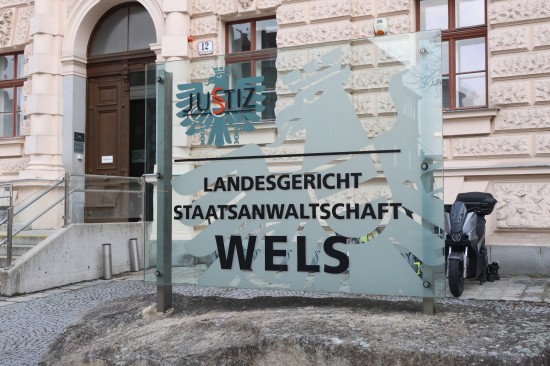 12
JUSTIZ
LANDESGERICHT
STAATSANWALTSCHAFT
WELS